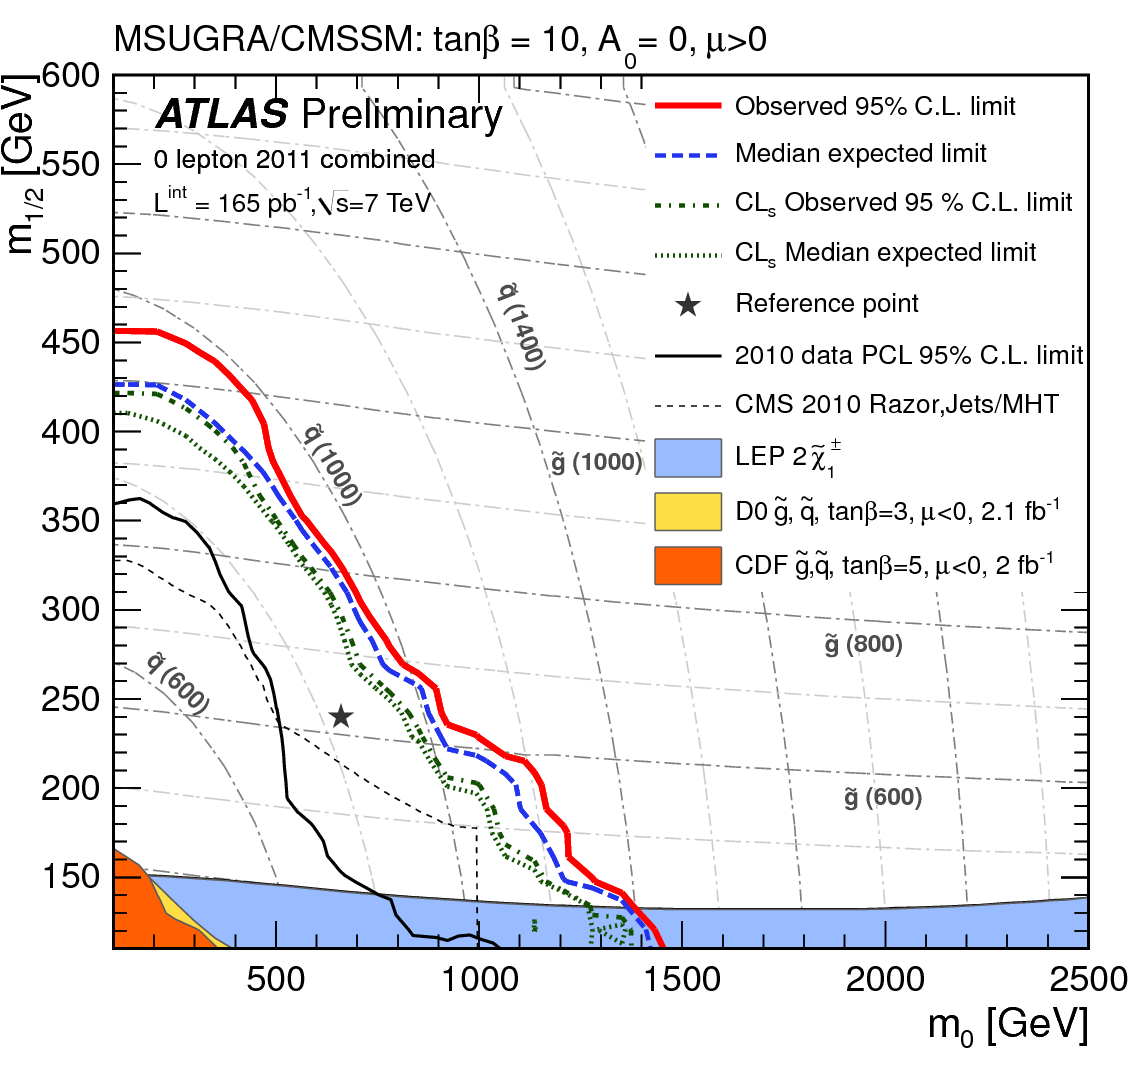 MSUGRA/CMSSM: tanβ = 10, A₀= 0, μ>0
m₁/₂ [GeV]
600
550
500
450
400
350
300
250
200
150
ATLAS Preliminary
0 lepton 2011 combined
Lⁱⁿᵗ = 165 pb⁻¹,√s=7 TeV
Observed 95% C.L. limit
Median expected limit
CLₛ Observed 95 % C.L. limit
CLₛ Median expected limit
Reference point
2010 data PCL 95% C.L. limit
CMS 2010 Razor,Jets/MHT
LEP 2 χ̃₁±
D0 g̃, q̃, tanβ=3, μ<0, 2.1 fb⁻¹
CDF g̃,q̃, tanβ=5, μ<0, 2 fb⁻¹
q̃ (1400)
q̃ (1000)
g̃ (1000)
q̃ (600)
g̃ (800)
g̃ (600)
500
1000
1500
2000
2500
m₀ [GeV]